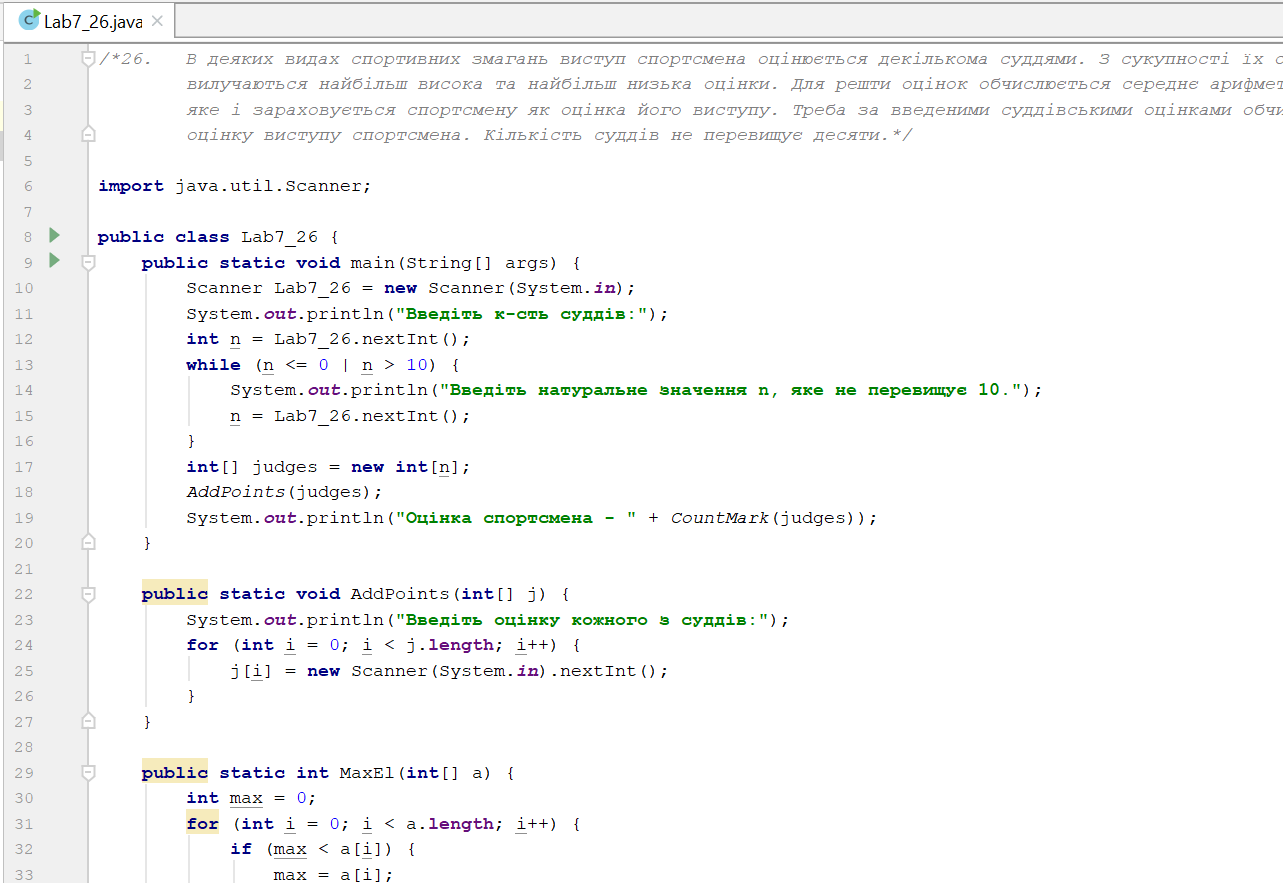 Lab7_26.java
1 /*26. В деяких видах спортивних змагань виступ спортсмена оцінюється декількома суддями. З сукупності їх
2 вилучаються найбільш висока та найбільш низька оцінки. Для решти оцінок обчислюється середнє
3 яке і зараховується спортсмену як оцінка його виступу. Треба за введеними суддівськими оцінками
4 оцінку виступу спортсмена. Кількість суддів не перевищує десяти.*/
5
6 import java.util.Scanner;
7
8 public class Lab7_26 {
9 public static void main(String[] args) {
10 Scanner Lab7_26 = new Scanner(System.in);
11 System.out.println("Введіть к-сть суддів:");
12 int n = Lab7_26.nextInt();
13 while (n <= 0 | n > 10) {
14 System.out.println("Введіть натуральне значення n, яке не перевищує 10.");
15 n = Lab7_26.nextInt();
16 }
17 int[] judges = new int[n];
18 AddPoints(judges);
19 System.out.println("Оцінка спортсмена - " + CountMark(judges));
20 }
21
22 public static void AddPoints(int[] j) {
23 System.out.println("Введіть оцінку кожного з суддів:");
24 for (int i = 0; i < j.length; i++) {
25 j[i] = new Scanner(System.in).nextInt();
26 }
27 }
28
29 public static int MaxEl(int[] a) {
30 int max = 0;
31 for (int i = 0; i < a.length; i++) {
32 if (max < a[i]) {
33 max = a[i];